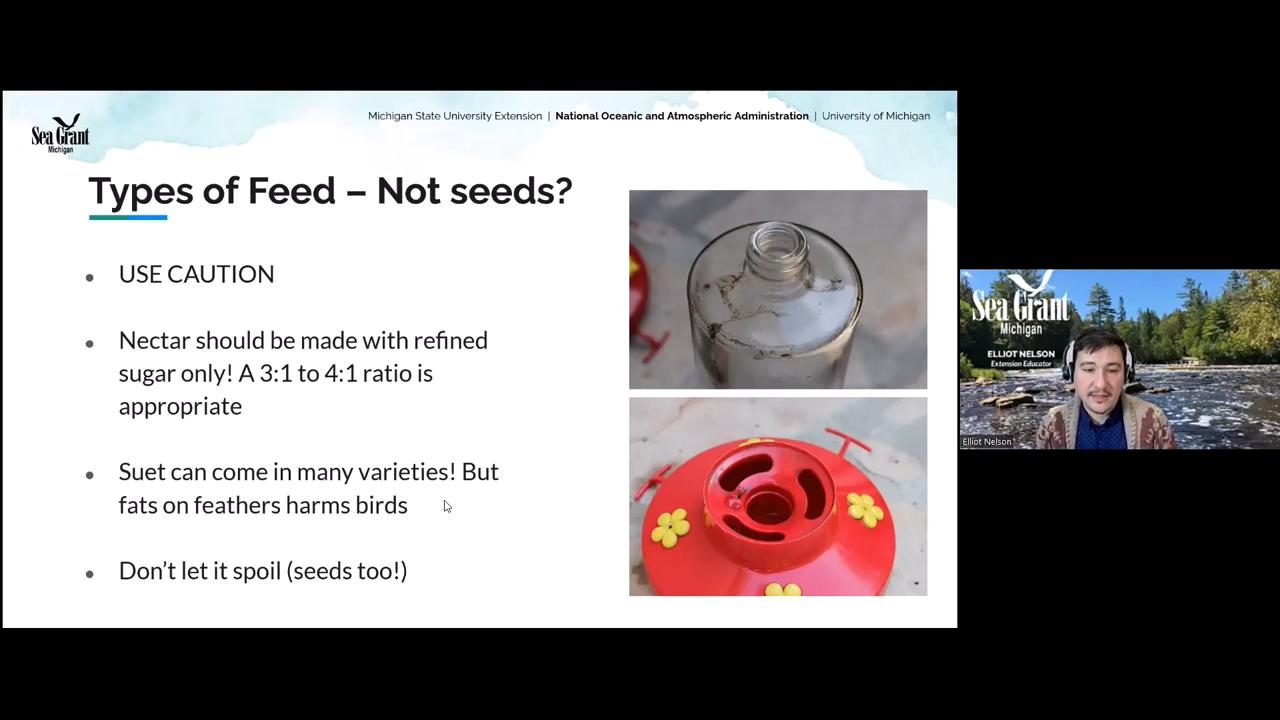 Sea Grant
Michigan
Michigan State University Extension | National Oceanic and Atmospheric Administration | University of Michigan
Types of Feed – Not seeds?
● USE CAUTION
● Nectar should be made with refined
sugar only! A 3:1 to 4:1 ratio is
appropriate
● Suet can come in many varieties! But
fats on feathers harms birds
● Don’t let it spoil (seeds too!)
Sea Grant
Michigan
ELLIOT NELSON
Extension Educator
Elliot Nelson